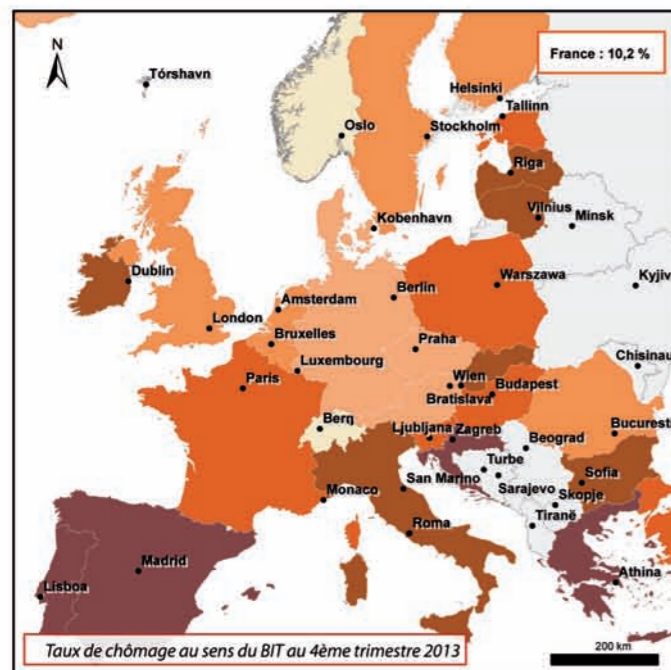 N
France : 10,2 %
Tórshavn
Helsinki
Tallinn
Oslo
Stockholm
Riga
Vilnius
Minsk
Kobenhavn
Dublin
Warszawa
Kyjiv
Berlin
Amsterdam
London
Bruxelles
Praha
Luxembourg
Chisinau
Paris
Wien
Budapest
Bratislava
Bern
Ljubljana
Zagreb
Bucuresti
Beograd
Turbe
Sofia
San Marino
Sarajevo
Monaco
Skopje
Tiranë
Roma
Madrid
Athina
Lisboa
Taux de chômage au sens du BIT au 4ème trimestre 2013
200 km